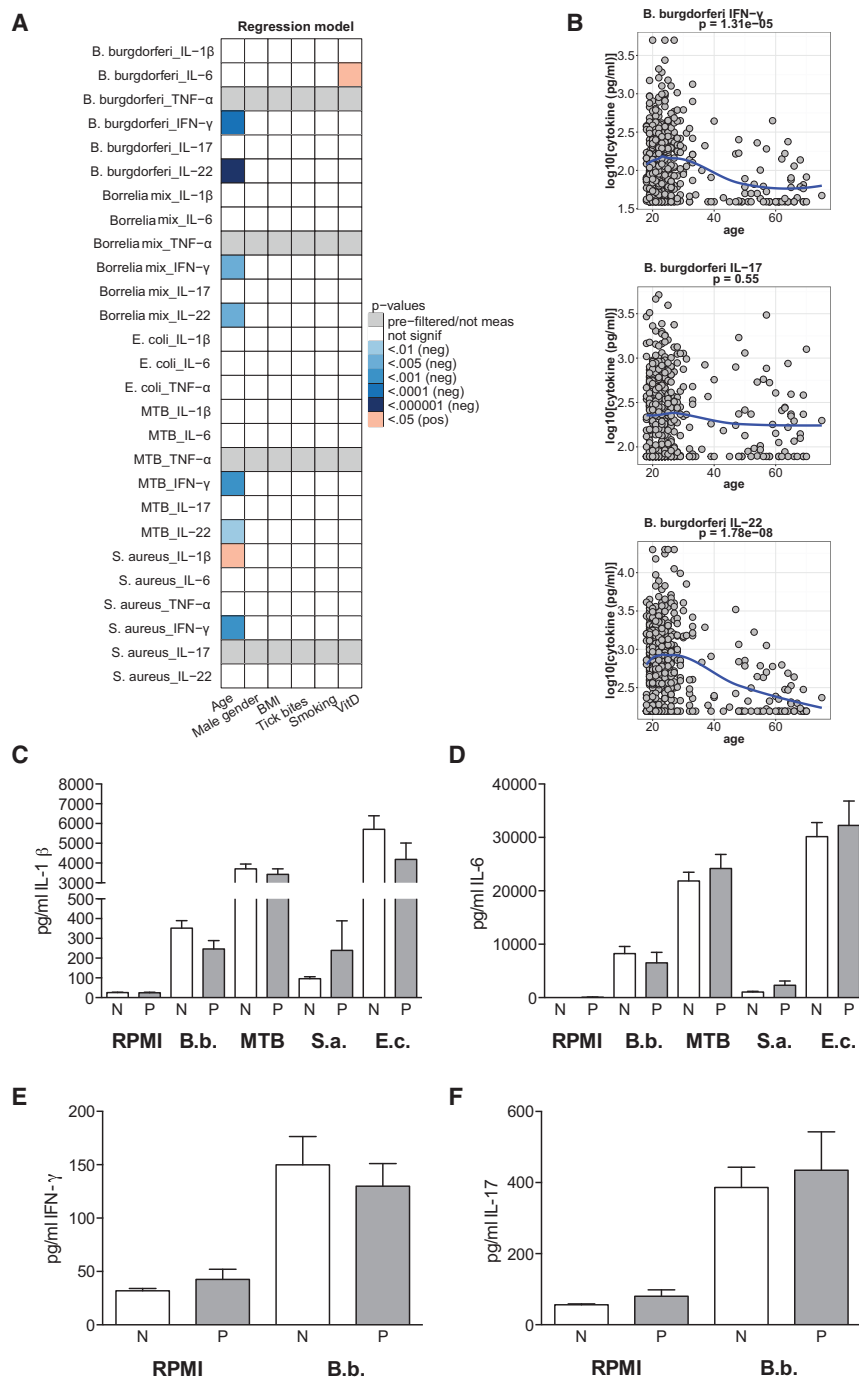 A
Regression model
B. burgdorferi_IL−1β
B. burgdorferi_IL−6
B. burgdorferi_TNF−α
B. burgdorferi_IFN−γ
B. burgdorferi_IL−17
B. burgdorferi_IL−22
Borrelia mix_IL−1β
Borrelia mix_IL−6
Borrelia mix_TNF−α
Borrelia mix_IFN−γ
Borrelia mix_IL−17
Borrelia mix_IL−22
E. coli_IL−1β
E. coli_IL−6
E. coli_TNF−α
MTB_IL−1β
MTB_IL−6
MTB_TNF−α
MTB_IFN−γ
MTB_IL−17
MTB_IL−22
S. aureus_IL−1β
S. aureus_IL−6
S. aureus_TNF−α
S. aureus_IFN−γ
S. aureus_IL−17
S. aureus_IL−22
Age
Male gender
BMI
Tick bites
Smoking
VitD
p−values
pre−filtered/not meas
not signif
<.01 (neg)
<.005 (neg)
<.001 (neg)
<.0001 (neg)
<.000001 (neg)
<.05 (pos)
B
B. burgdorferi IFN−γ
p = 1.31e−05
log10[cytokine (pg/ml)]
3.5
3.0
2.5
2.0
1.5
20 40 60
age
B. burgdorferi IL−17
p = 0.55
log10[cytokine (pg/ml)]
3.5
3.0
2.5
2.0
20 40 60
age
B. burgdorferi IL−22
p = 1.78e−08
log10[cytokine (pg/ml)]
4.0
3.5
3.0
2.5
20 40 60
age
C
pg/ml IL-1 β
8000
7000
6000
5000
4000
3000
500
400
300
200
100
0
N P N P N P N P N P
RPMI B.b. MTB S.a. E.c.
D
pg/ml IL-6
40000
30000
20000
10000
0
N P N P N P N P N P
RPMI B.b. MTB S.a. E.c.
E
pg/ml IFN-γ
200
150
100
50
0
N P N P
RPMI B.b.
F
pg/ml IL-17
600
400
200
0
N P N P
RPMI B.b.